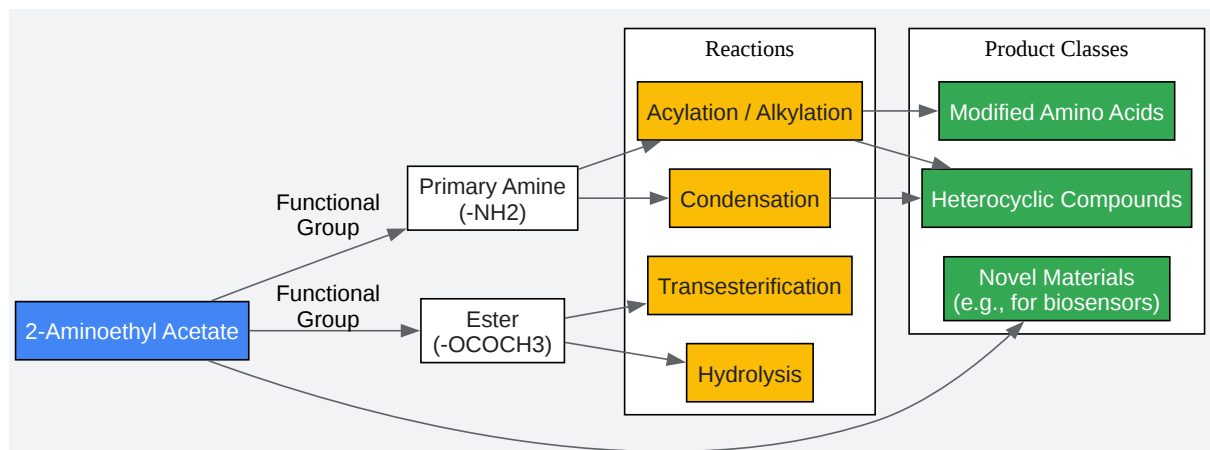 Reactions
Product Classes
Acylation / Alkylation
Modified Amino Acids
Primary Amine
(-NH2)
Functional
Group
Condensation
Heterocyclic Compounds
2-Aminoethyl Acetate
Functional
Group
Ester
(-OCOCH3)
Transesterification
Novel Materials
(e.g., for biosensors)
Hydrolysis